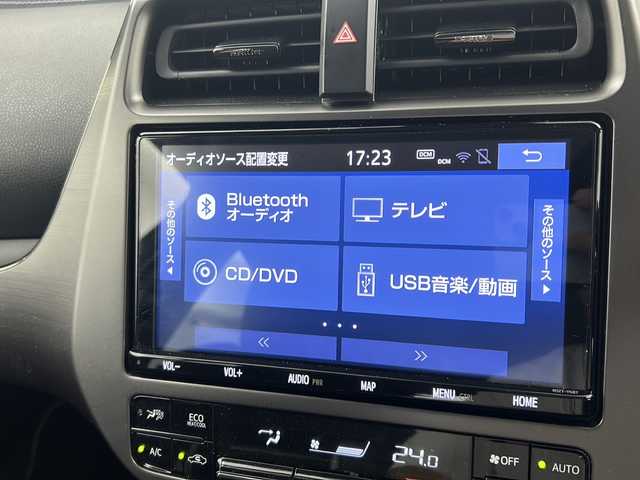 オーディオソース配置変更
17:23
DCM
DCM
その他のソース
Bluetooth
オーディオ
テレビ
その他のソース
CD/DVD
USB音楽/動画
VOL-
VOL+
AUDIO PWR
MAP
MENU
HOME
ECO
HEAT/COOL
A/C
24.0
OFF
AUTO